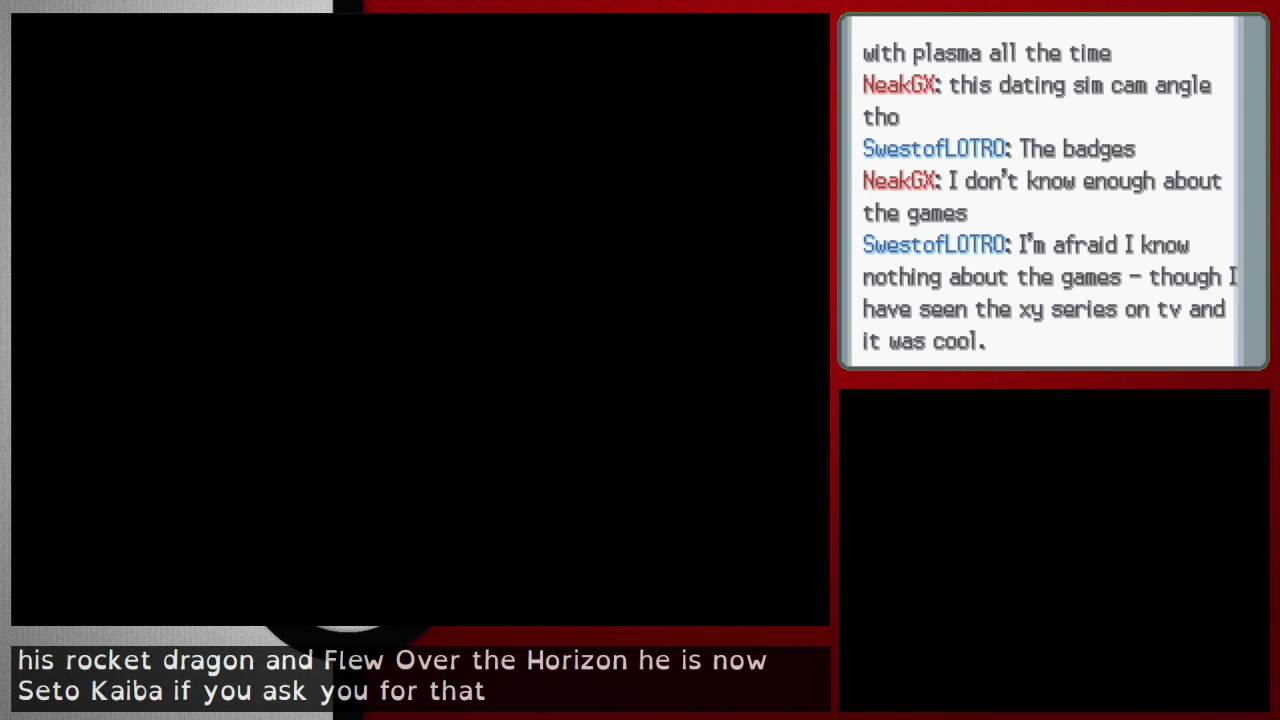 with plasma all the time
NeakGX: this dating sim cam angle
tho
SwestofLOTRO: The badges
NeakGX: I don't know enough about
the games
SwestofLOTRO: I'm afraid I know
nothing about the games - though I
have seen the xy series on tv and
it was cool.
his rocket dragon and Flew Over the Horizon he is now
Seto Kaiba if you ask you for that